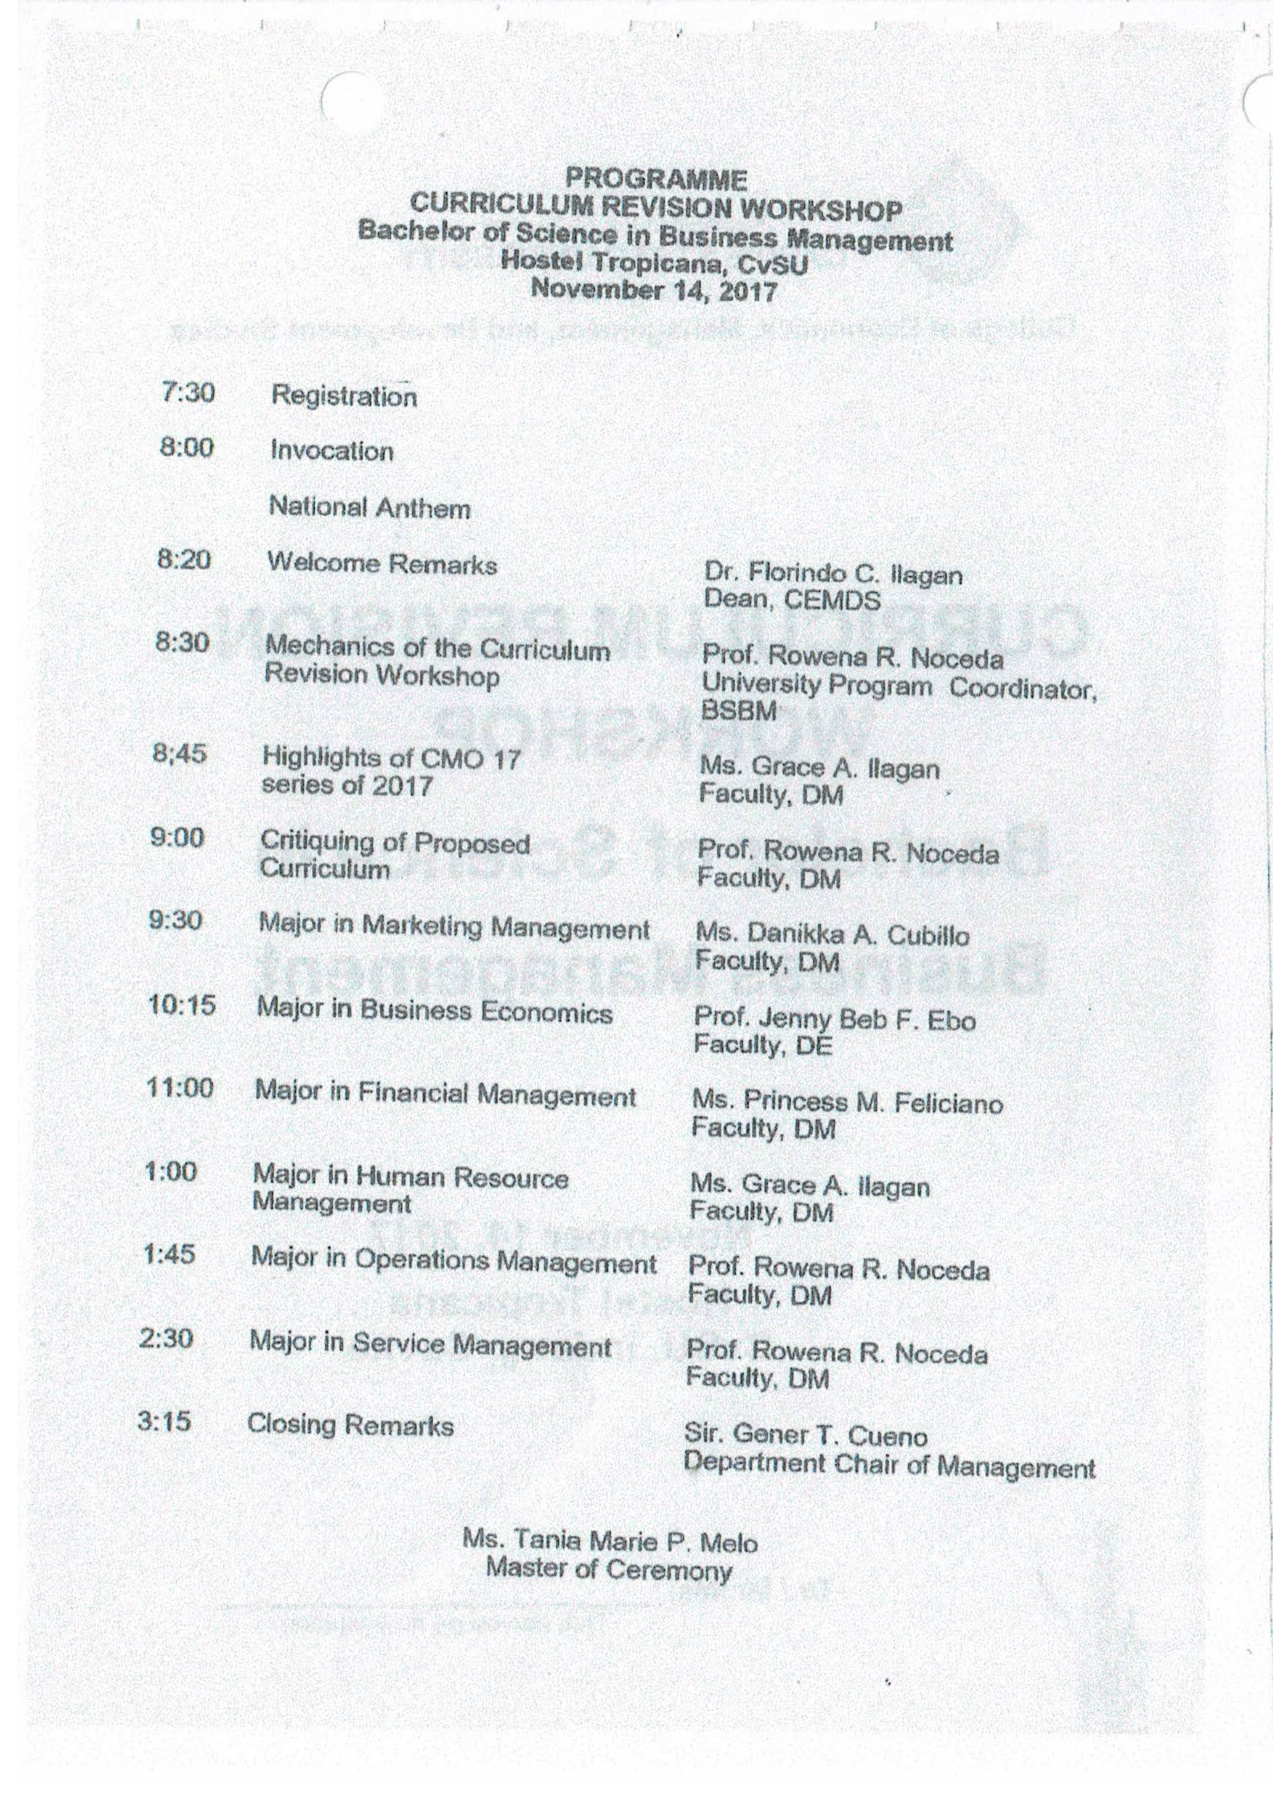 PROGRAMME
CURRICULUM REVISION WORKSHOP
Bachelor of Science in Business Management
Hostel Tropicana, CvSU
November 14, 2017
7:30 Registration
8:00 Invocation
National Anthem
8:20 Welcome Remarks Dr. Florindo C. Ilagan
Dean, CEMDS
8:30 Mechanics of the Curriculum Prof. Rowena R. Noceda
Revision Workshop University Program Coordinator,
BSBM
8;45 Highlights of CMO 17 Ms. Grace A. Ilagan
series of 2017 Faculty, DM
9:00 Critiquing of Proposed Prof. Rowena R. Noceda
Curriculum Faculty, DM
9:30 Major in Marketing Management Ms. Danikka A. Cubillo
Faculty, DM
10:15 Major in Business Economics Prof. Jenny Beb F. Ebo
Faculty, DE
11:00 Major in Financial Management Ms. Princess M. Feliciano
Faculty, DM
1:00 Major in Human Resource Ms. Grace A. Ilagan
Management Faculty, DM
1:45 Major in Operations Management Prof. Rowena R. Noceda
Faculty, DM
2:30 Major in Service Management Prof. Rowena R. Noceda
Faculty, DM
3:15 Closing Remarks Sir. Gener T. Cueno
Department Chair of Management
Ms. Tania Marie P. Melo
Master of Ceremony